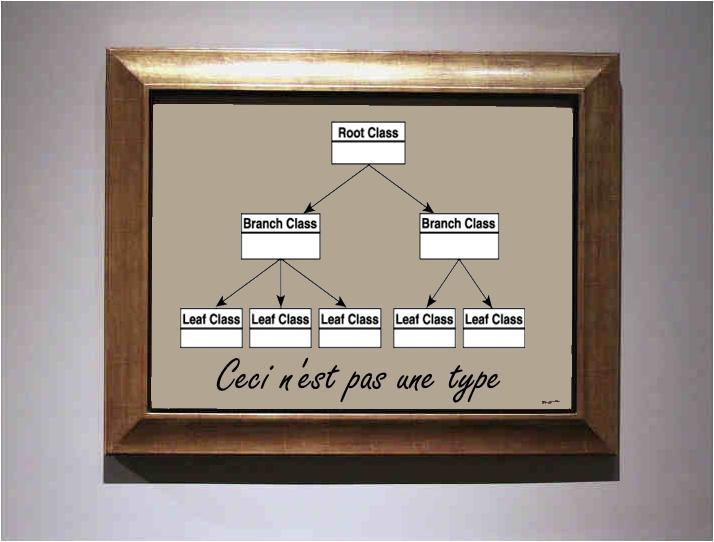 Root Class
Branch Class Branch Class
Leaf Class Leaf Class Leaf Class Leaf Class Leaf Class
Ceci n'est pas une type